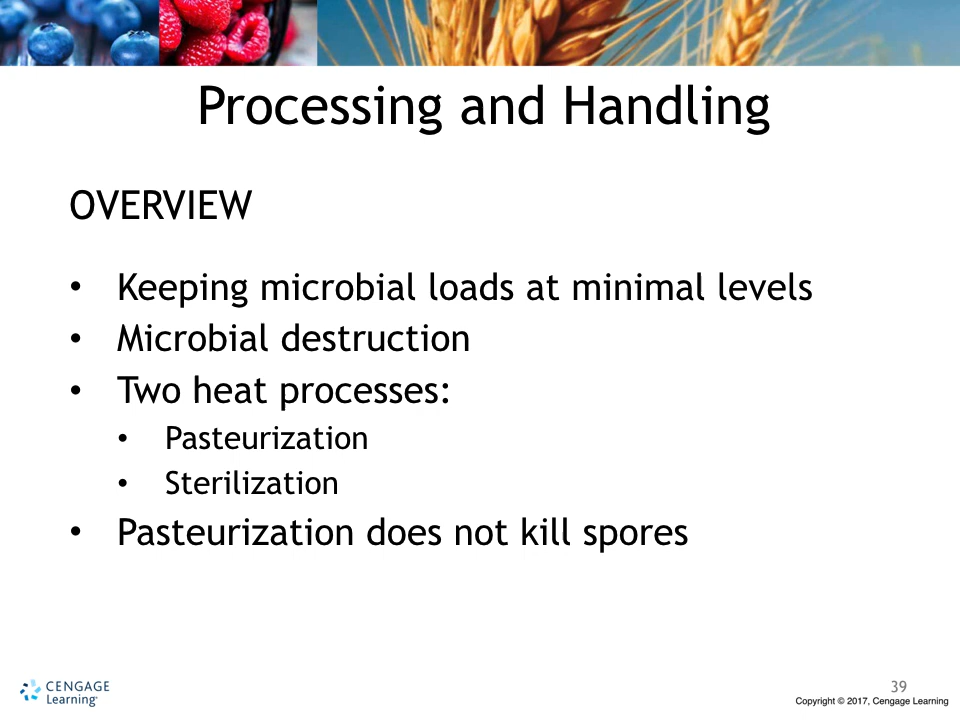 Processing and Handling
OVERVIEW
• Keeping microbial loads at minimal levels
• Microbial destruction
• Two heat processes:
• Pasteurization
• Sterilization
• Pasteurization does not kill spores
CENGAGE
Learning
39
Copyright © 2017, Cengage Learning